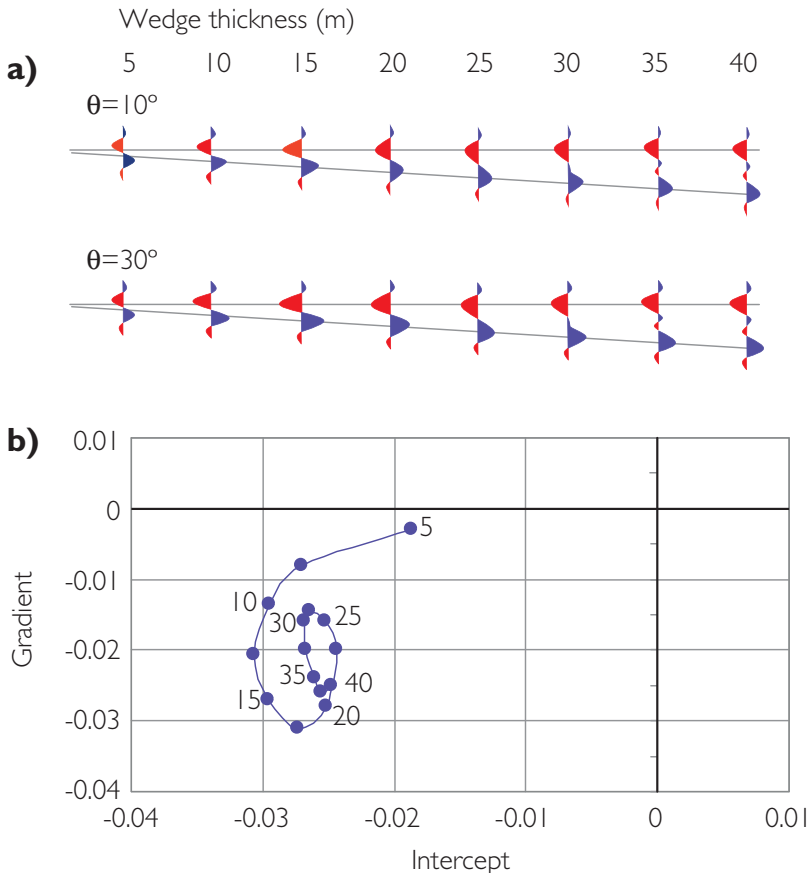 Wedge thickness (m)
5 10 15 20 25 30 35 40
a)
θ=10º
θ=30º
b)
0.01
0
-0.01
-0.02
-0.03
-0.04
Gradient
5
10
25
30
35
40
15
20
-0.04 -0.03 -0.02 -0.01 0 0.01
Intercept